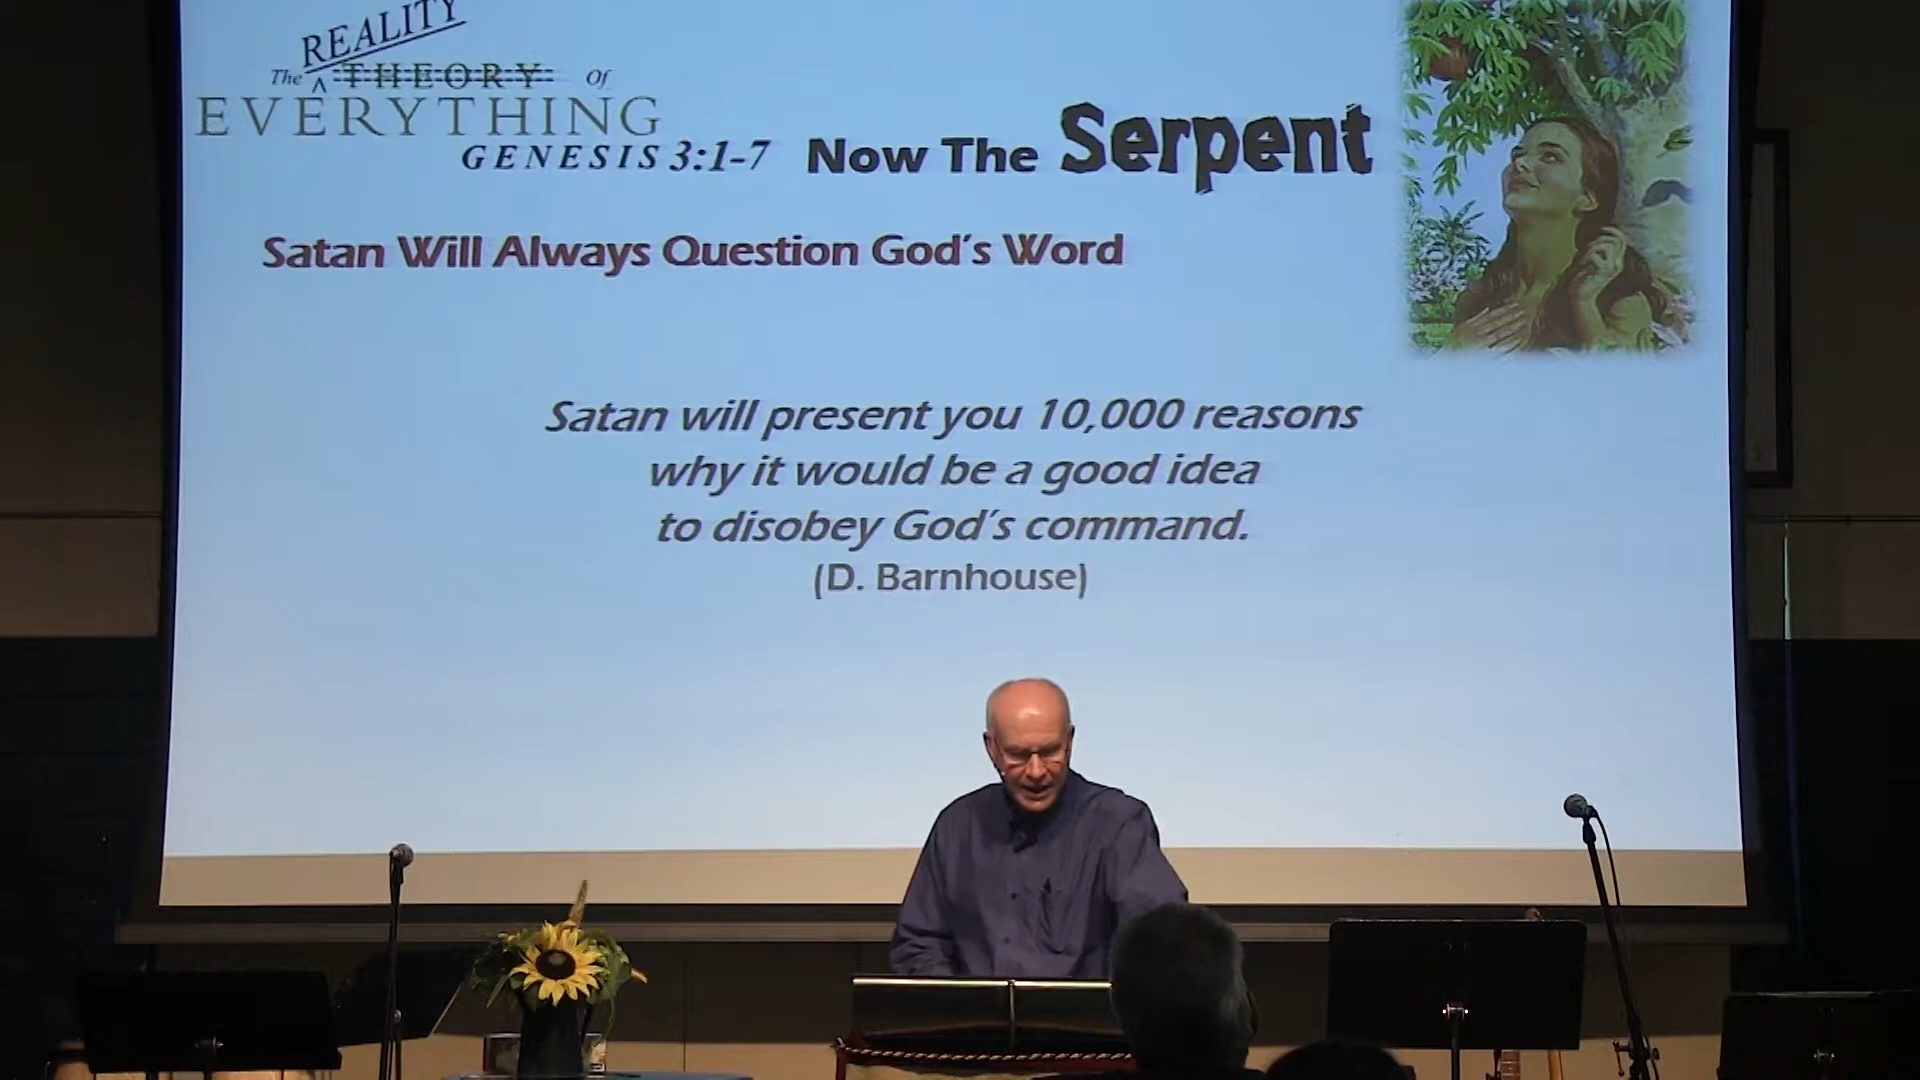 REALITY
The ^ THEORY Of
EVERYTHING
GENESIS 3:1-7 Now The Serpent
Satan Will Always Question God's Word
Satan will present you 10,000 reasons
why it would be a good idea
to disobey God's command.
(D. Barnhouse)